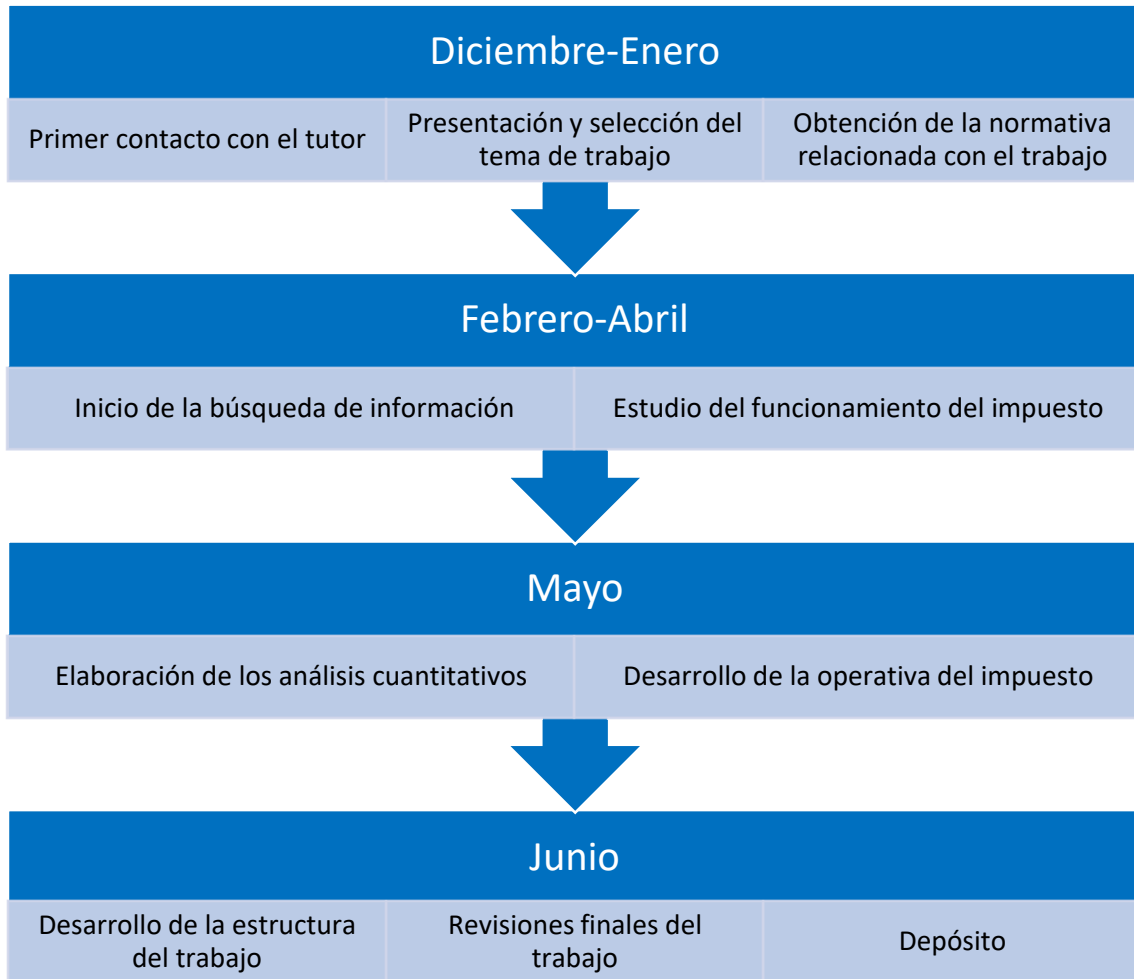 Diciembre-Enero
Primer contacto con el tutor
Presentación y selección del
tema de trabajo
Obtención de la normativa
relacionada con el trabajo
Febrero-Abril
Inicio de la búsqueda de información
Estudio del funcionamiento del impuesto
Mayo
Elaboración de los análisis cuantitativos
Desarrollo de la operativa del impuesto
Junio
Desarrollo de la estructura
del trabajo
Revisiones finales del
trabajo
Depósito